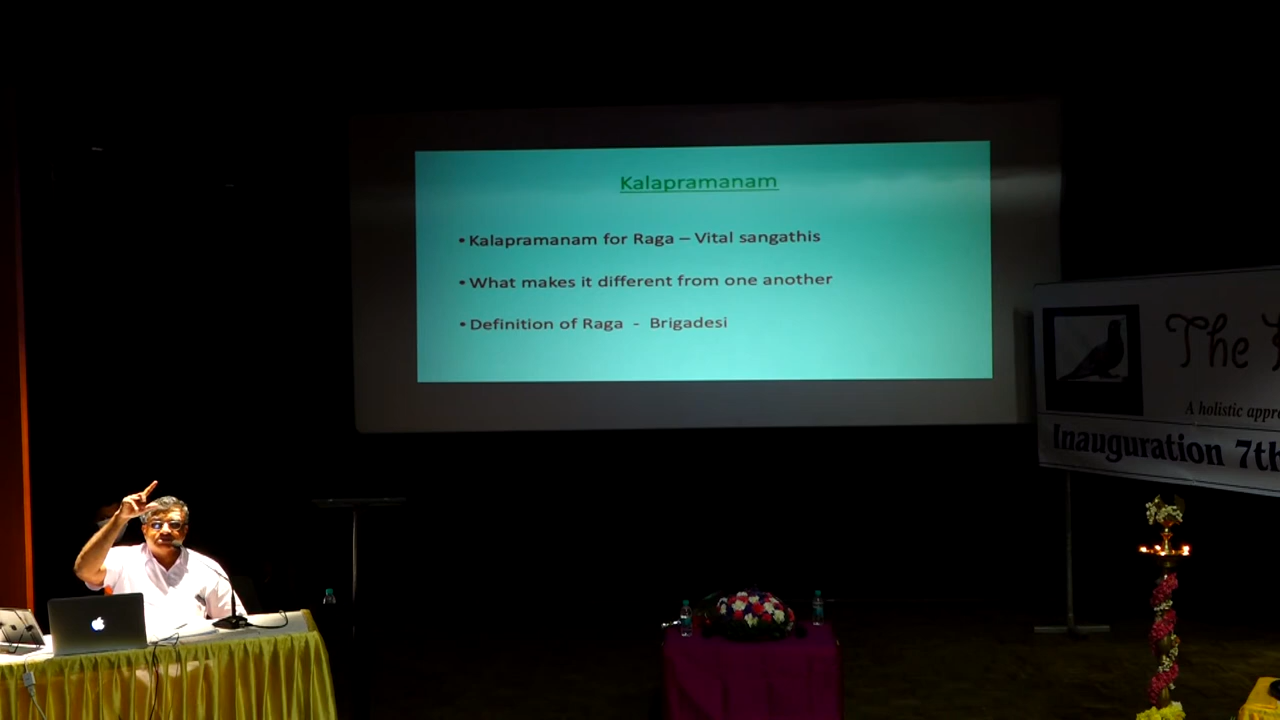 Kalapramanam
• Kalapramanam for Raga – Vital sangathis
• What makes it different from one another
• Definition of Raga - Brigadesi
The
A holistic
Inauguration 7th